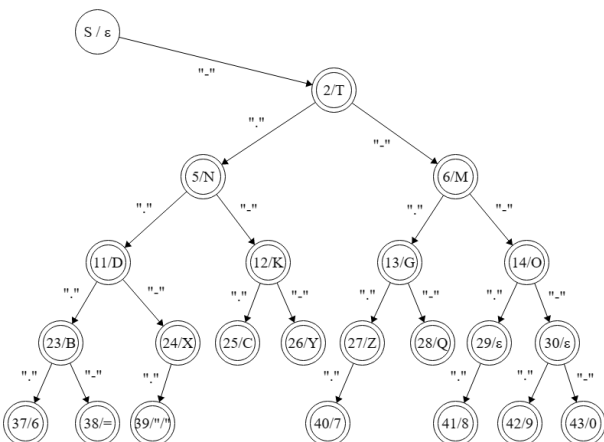 S / ε
"-"
2/T
"." "-"
5/N 6/M
"." "-" "." "-"
11/D 12/K 13/G 14/O
"." "-" "." "-" "." "-" "." "-"
23/B 24/X 25/C 26/Y 27/Z 28/Q 29/ε 30/ε
"." "-" "." "." "." "." "-"
37/6 38/= 39/"/" 40/7 41/8 42/9 43/0